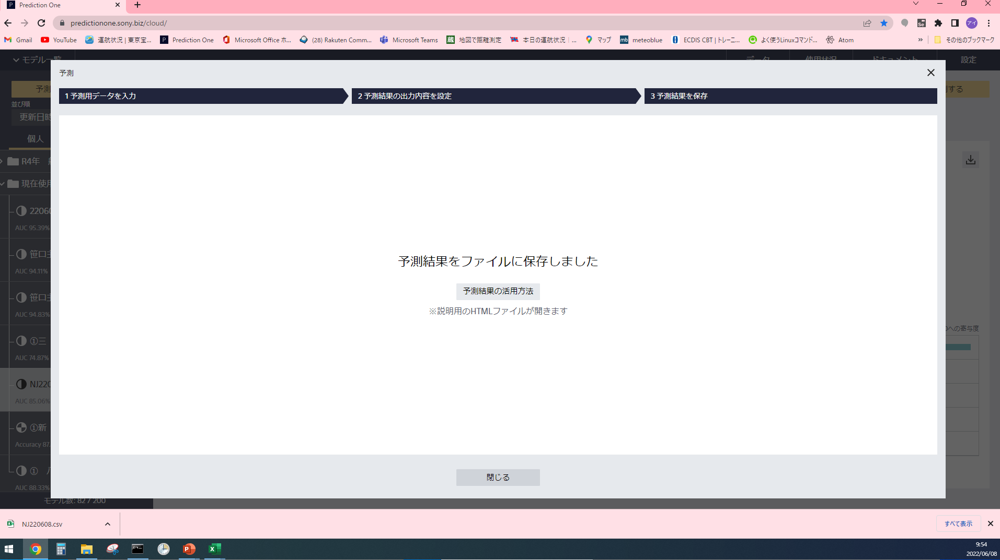 Prediction One
predictionone.sony.biz/cloud/
アイ
Gmail
YouTube
運航状況 | 東京宝...
Prediction One
Microsoft Office ホ...
(28) Rakuten Comm...
Microsoft Teams
地図で距離測定
本日の運航状況 | ...
マップ
meteoblue
ECDIS CBT | トレーニ...
よく使うLinuxコマンド...
Atom
その他のブックマーク
モデル一覧
データ
使用状況
ドキュメント
設定
予測
予測
する
1 予測用データを入力
2 予測結果の出力内容を設定
3 予測結果を保存
並び順
更新日時
個人
R4年
現在使用
2206
AUC 95.39%
笹口主
AUC 94.11%
笹口主
AUC 94.83%
①三
AUC 74.87%
NJ220
AUC 85.06%
①新
Accuracy 87.
①
AUC 88.33%
モデル数: 82 / 200
予測結果をファイルに保存しました
予測結果の活用方法
※説明用のHTMLファイルが開きます
への寄与度
閉じる
NJ220608.csv
すべて表示
9:54
2022/06/08